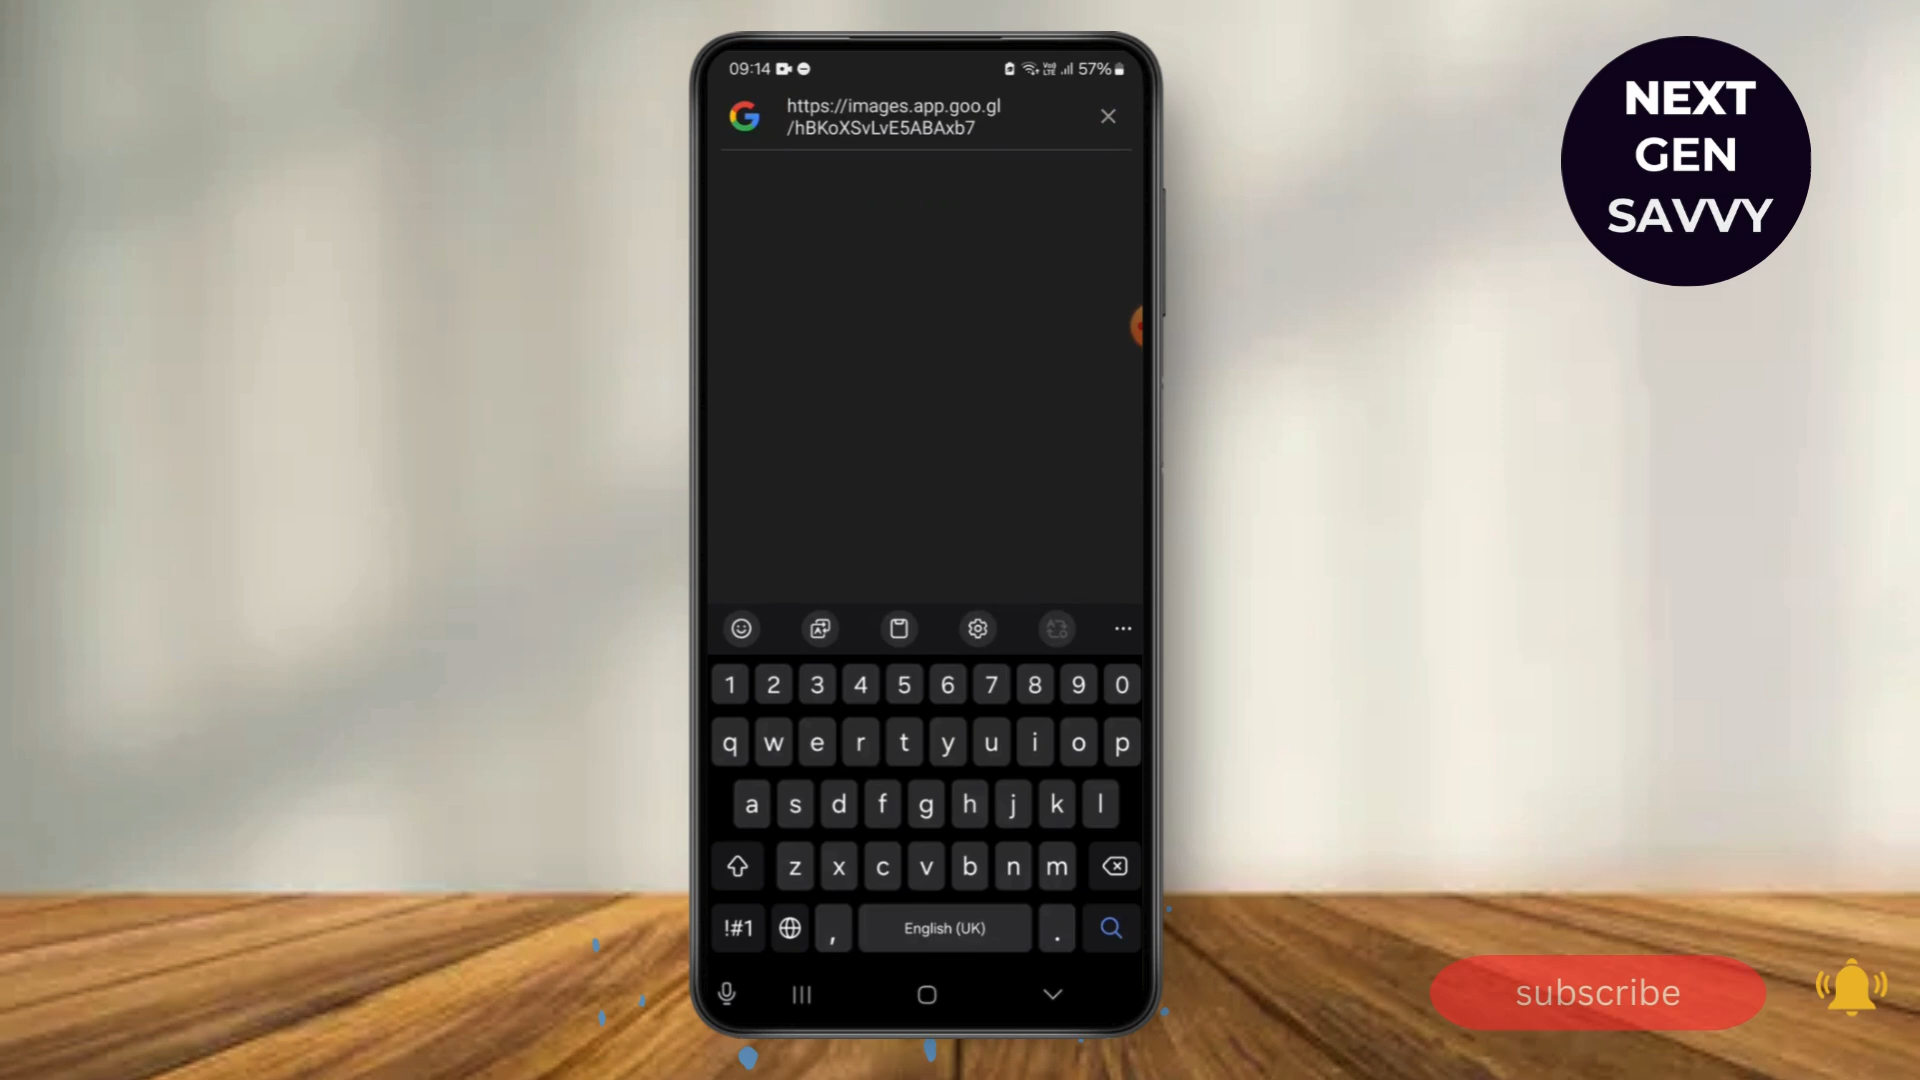 NEXT
GEN
SAVVY
09:14
57%
https://images.app.goo.gl
/hBKoXSvLvE5ABAxb7
1 2 3 4 5 6 7 8 9 0
q w e r t y u i o p
a s d f g h j k l
z x c v b n m
!#1 , English (UK) .
subscribe